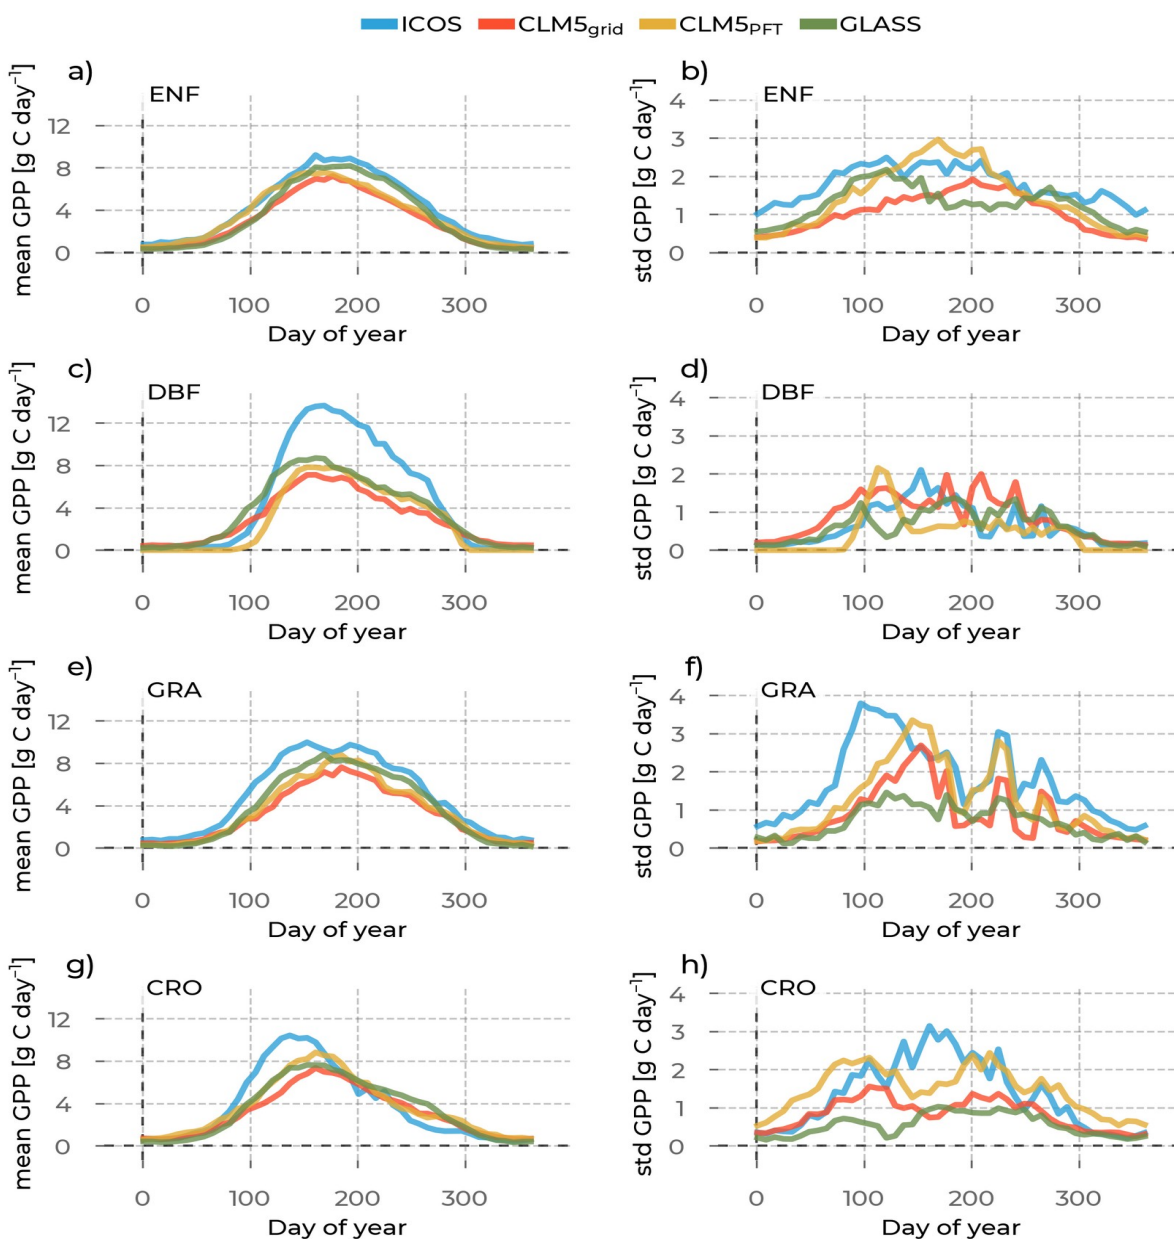 ICOS CLM5grid CLM5PFT GLASS
a) b)
mean GPP [g C day⁻¹] ENF 12 8 4 0 std GPP [g C day⁻¹] ENF 4 3 2 1 0
0 100 200 300 0 100 200 300
Day of year Day of year
c) d)
mean GPP [g C day⁻¹] DBF 12 8 4 0 std GPP [g C day⁻¹] DBF 4 3 2 1 0
0 100 200 300 0 100 200 300
Day of year Day of year
e) f)
mean GPP [g C day⁻¹] GRA 12 8 4 0 std GPP [g C day⁻¹] GRA 4 3 2 1 0
0 100 200 300 0 100 200 300
Day of year Day of year
g) h)
mean GPP [g C day⁻¹] CRO 12 8 4 0 std GPP [g C day⁻¹] CRO 4 3 2 1 0
0 100 200 300 0 100 200 300
Day of year Day of year